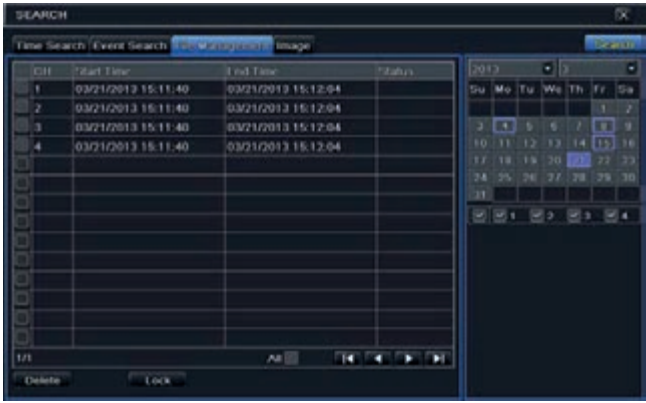 SEARCH
Time Search Event Search File Management Image
Search
CH Start Time End Time Status
1 03/21/2013 15:11:40 03/21/2013 15:12:04
2 03/21/2013 15:11:40 03/21/2013 15:12:04
3 03/21/2013 15:11:40 03/21/2013 15:12:04
4 03/21/2013 15:11:40 03/21/2013 15:12:04
1/1 All
Delete Lock
2013 3
Su Mo Tu We Th Fr Sa
1 2
3 4 5 6 7 8 9
10 11 12 13 14 15 16
17 18 19 20 21 22 23
24 25 26 27 28 29 30
31
1 2 3 4